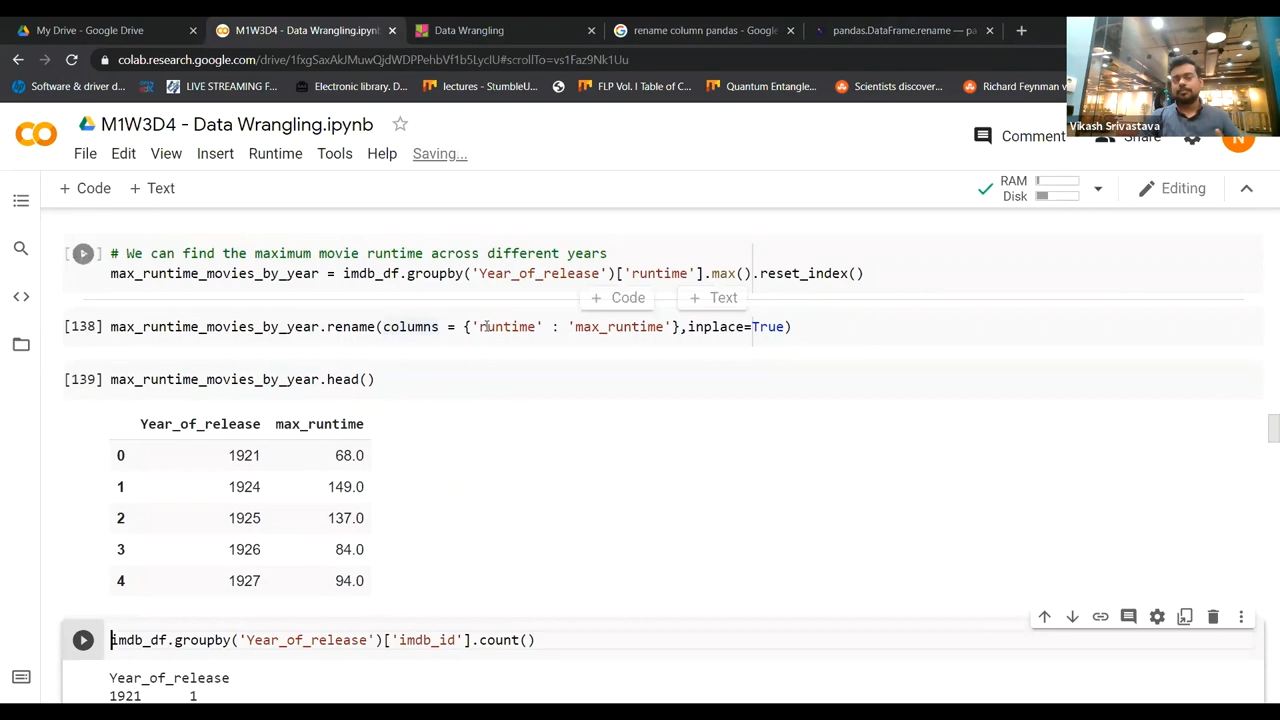 My Drive - Google Drive
M1W3D4 - Data Wrangling.ipynb
Data Wrangling
rename column pandas - Google
pandas.DataFrame.rename — pa
colab.research.google.com/drive/1fxgSaxAkJMuwQjdWDPPehbVf1b5LycIU#scrollTo=vs1Faz9Nk1Uu
Software & driver d...
LIVE STREAMING F...
Electronic library. D...
lectures - StumbleU...
FLP Vol. I Table of C...
Quantum Entangle...
Scientists discover...
Richard Feynman
Vikash Srivastava
M1W3D4 - Data Wrangling.ipynb
Comment
Share
N
File Edit View Insert Runtime Tools Help Saving...
+ Code + Text
RAM
Disk
Editing
[ ] # We can find the maximum movie runtime across different years
max_runtime_movies_by_year = imdb_df.groupby('Year_of_release')['runtime'].max().reset_index()
+ Code + Text
[138] max_runtime_movies_by_year.rename(columns = {'runtime' : 'max_runtime'},inplace=True)
[139] max_runtime_movies_by_year.head()
Year_of_release max_runtime
0 1921 68.0
1 1924 149.0
2 1925 137.0
3 1926 84.0
4 1927 94.0
imdb_df.groupby('Year_of_release')['imdb_id'].count()
Year_of_release
1921 1